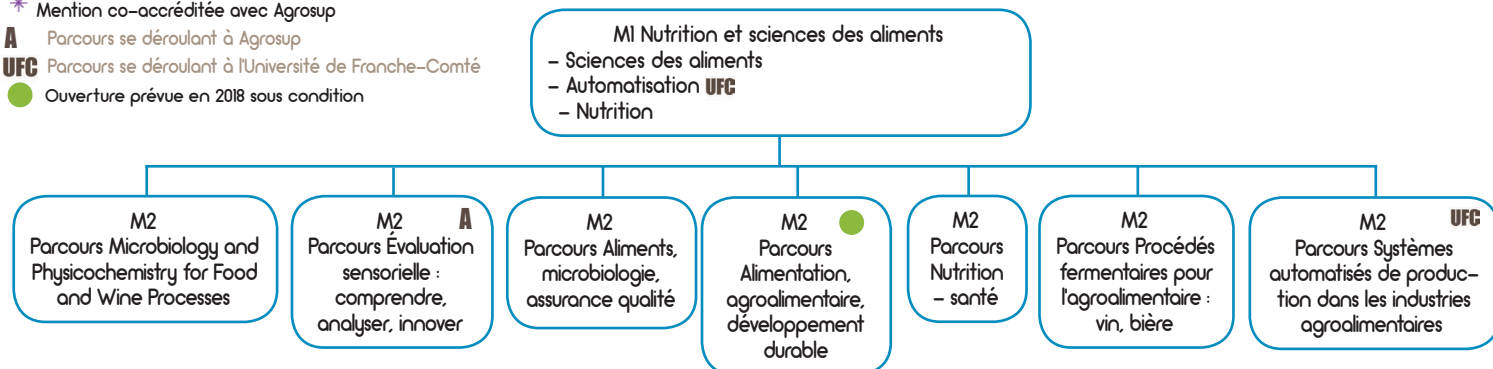 * Mention co-accréditée avec Agrosup
A Parcours se déroulant à Agrosup
UFC Parcours se déroulant à l'Université de Franche-Comté
Ouverture prévue en 2018 sous condition
M1 Nutrition et sciences des aliments
- Sciences des aliments
- Automatisation UFC
- Nutrition
M2
Parcours Microbiology and
Physicochemistry for Food
and Wine Processes
M2 A
Parcours Évaluation
sensorielle :
comprendre,
analyser, innover
M2
Parcours Aliments,
microbiologie,
assurance qualité
M2
Parcours
Alimentation,
agroalimentaire,
développement
durable
M2
Parcours
Nutrition
- santé
M2
Parcours Procédés
fermentaires pour
l'agroalimentaire :
vin, bière
M2 UFC
Parcours Systèmes
automatisés de produc-
tion dans les industries
agroalimentaires